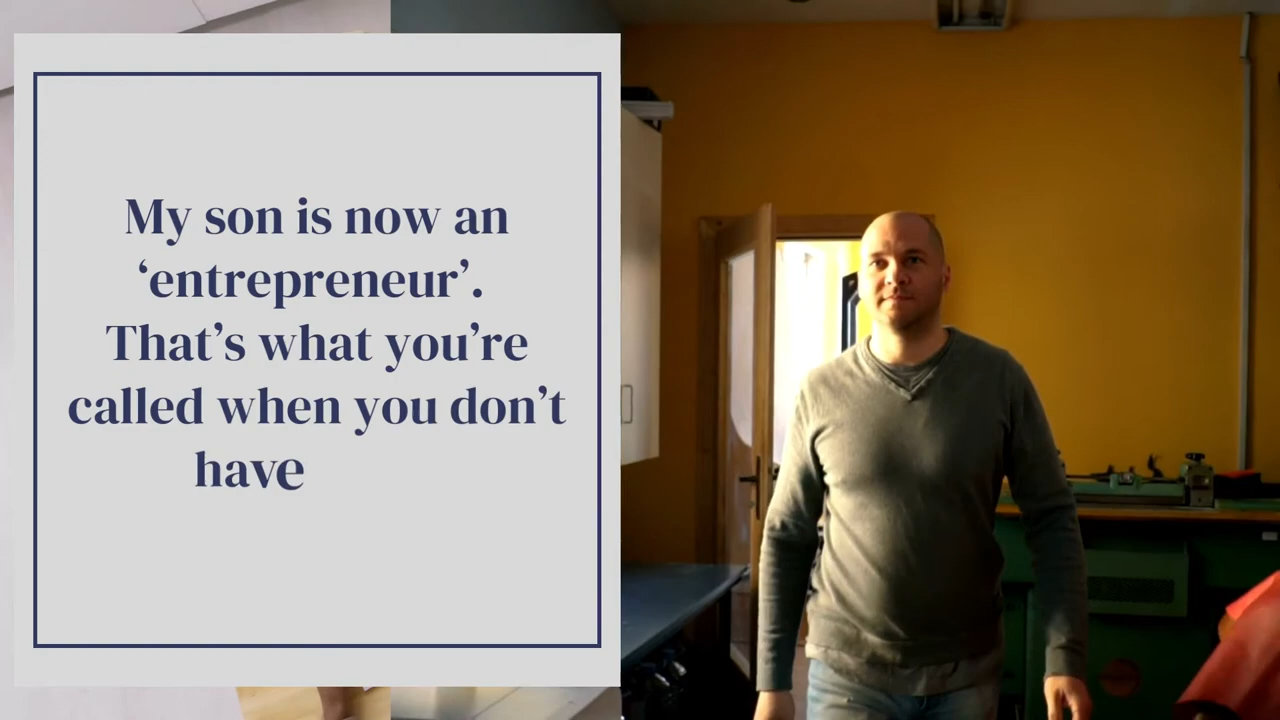 My son is now an
‘entrepreneur’.
That’s what you’re
called when you don’t
have